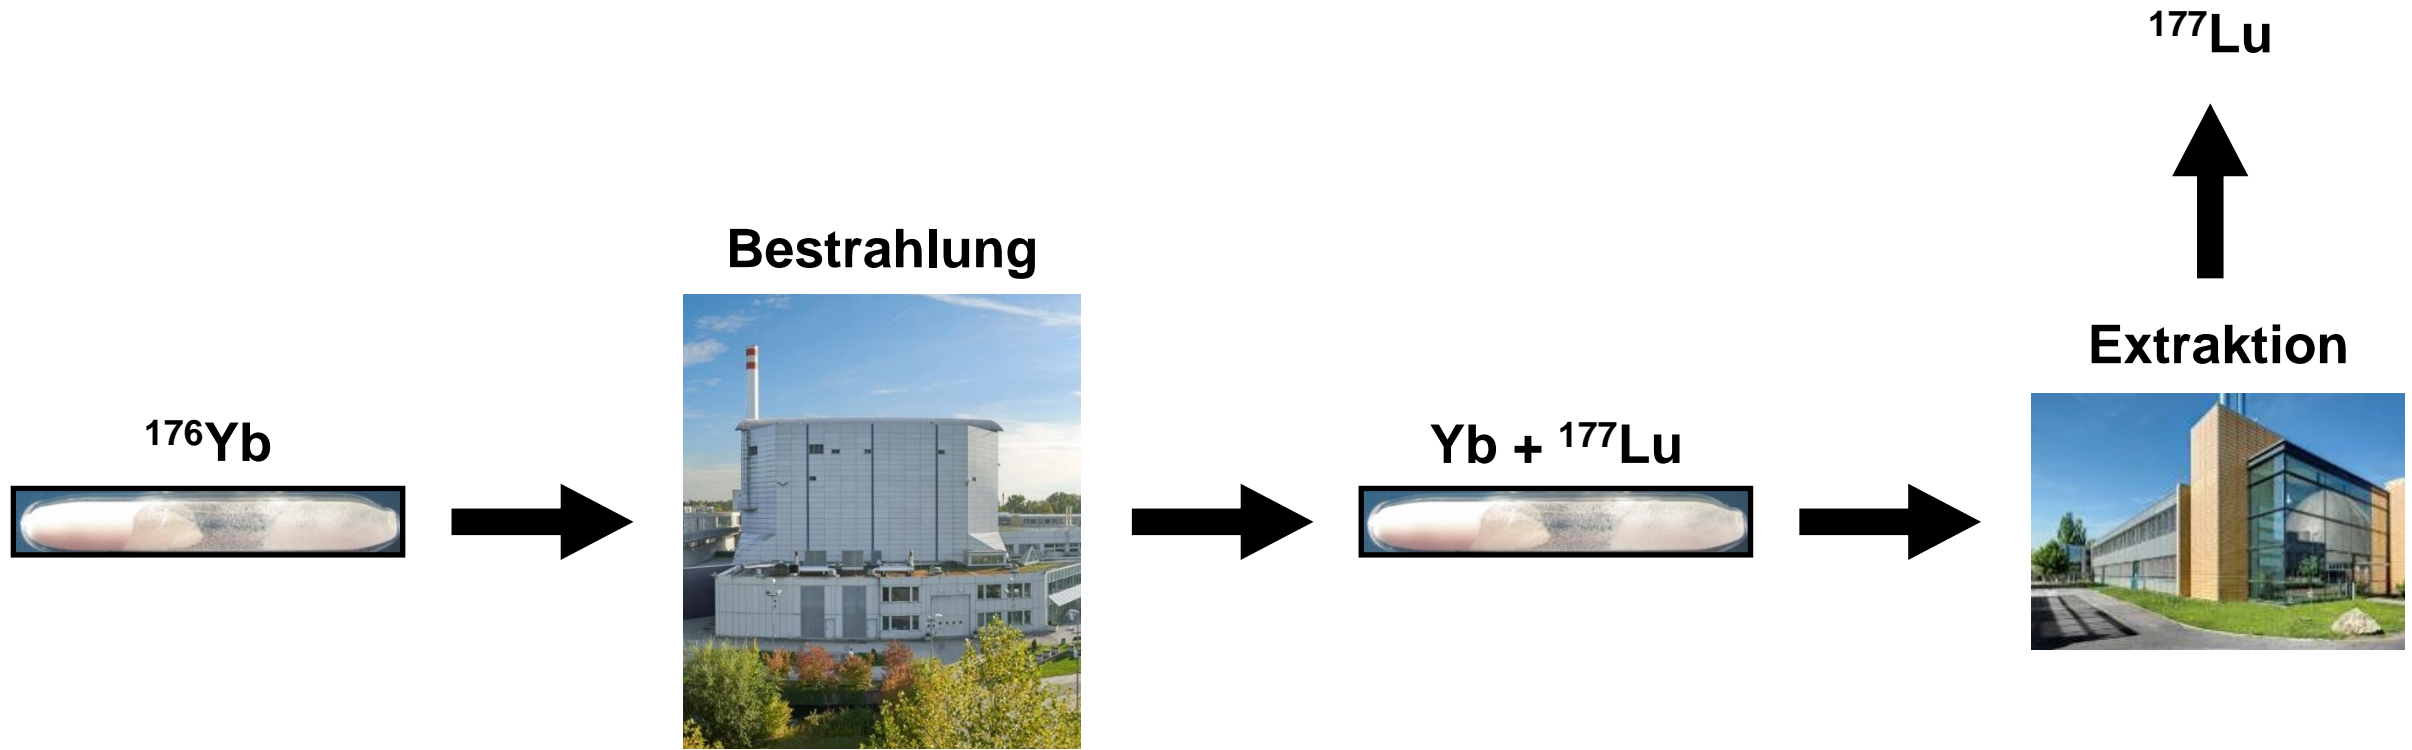 ¹⁷⁶Yb
Bestrahlung
Yb + ¹⁷⁷Lu
Extraktion
¹⁷⁷Lu